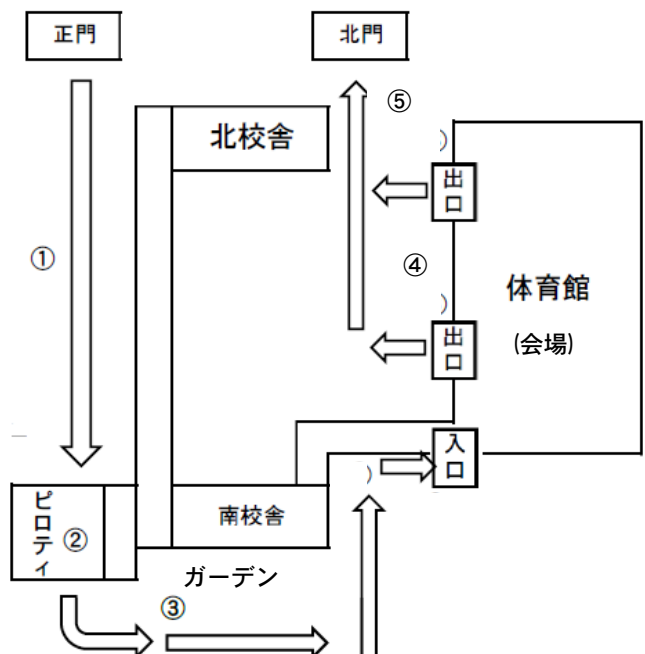 正門
北門
⑤
北校舎
)
出口
①
④
体育館
(会場)
)
出口
入口
)
ピロティ
②
南校舎
ガーデン
③